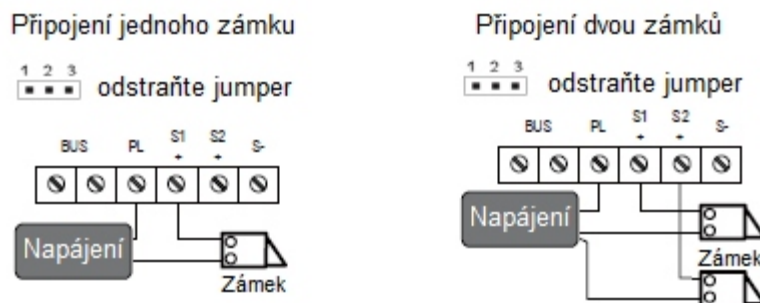 Připojení jednoho zámku
1 2 3
odstraňte jumper
BUS PL S1 + S2 + S-
Napájení
Zámek
Připojení dvou zámků
1 2 3
odstraňte jumper
BUS PL S1 + S2 + S-
Napájení
Zámek